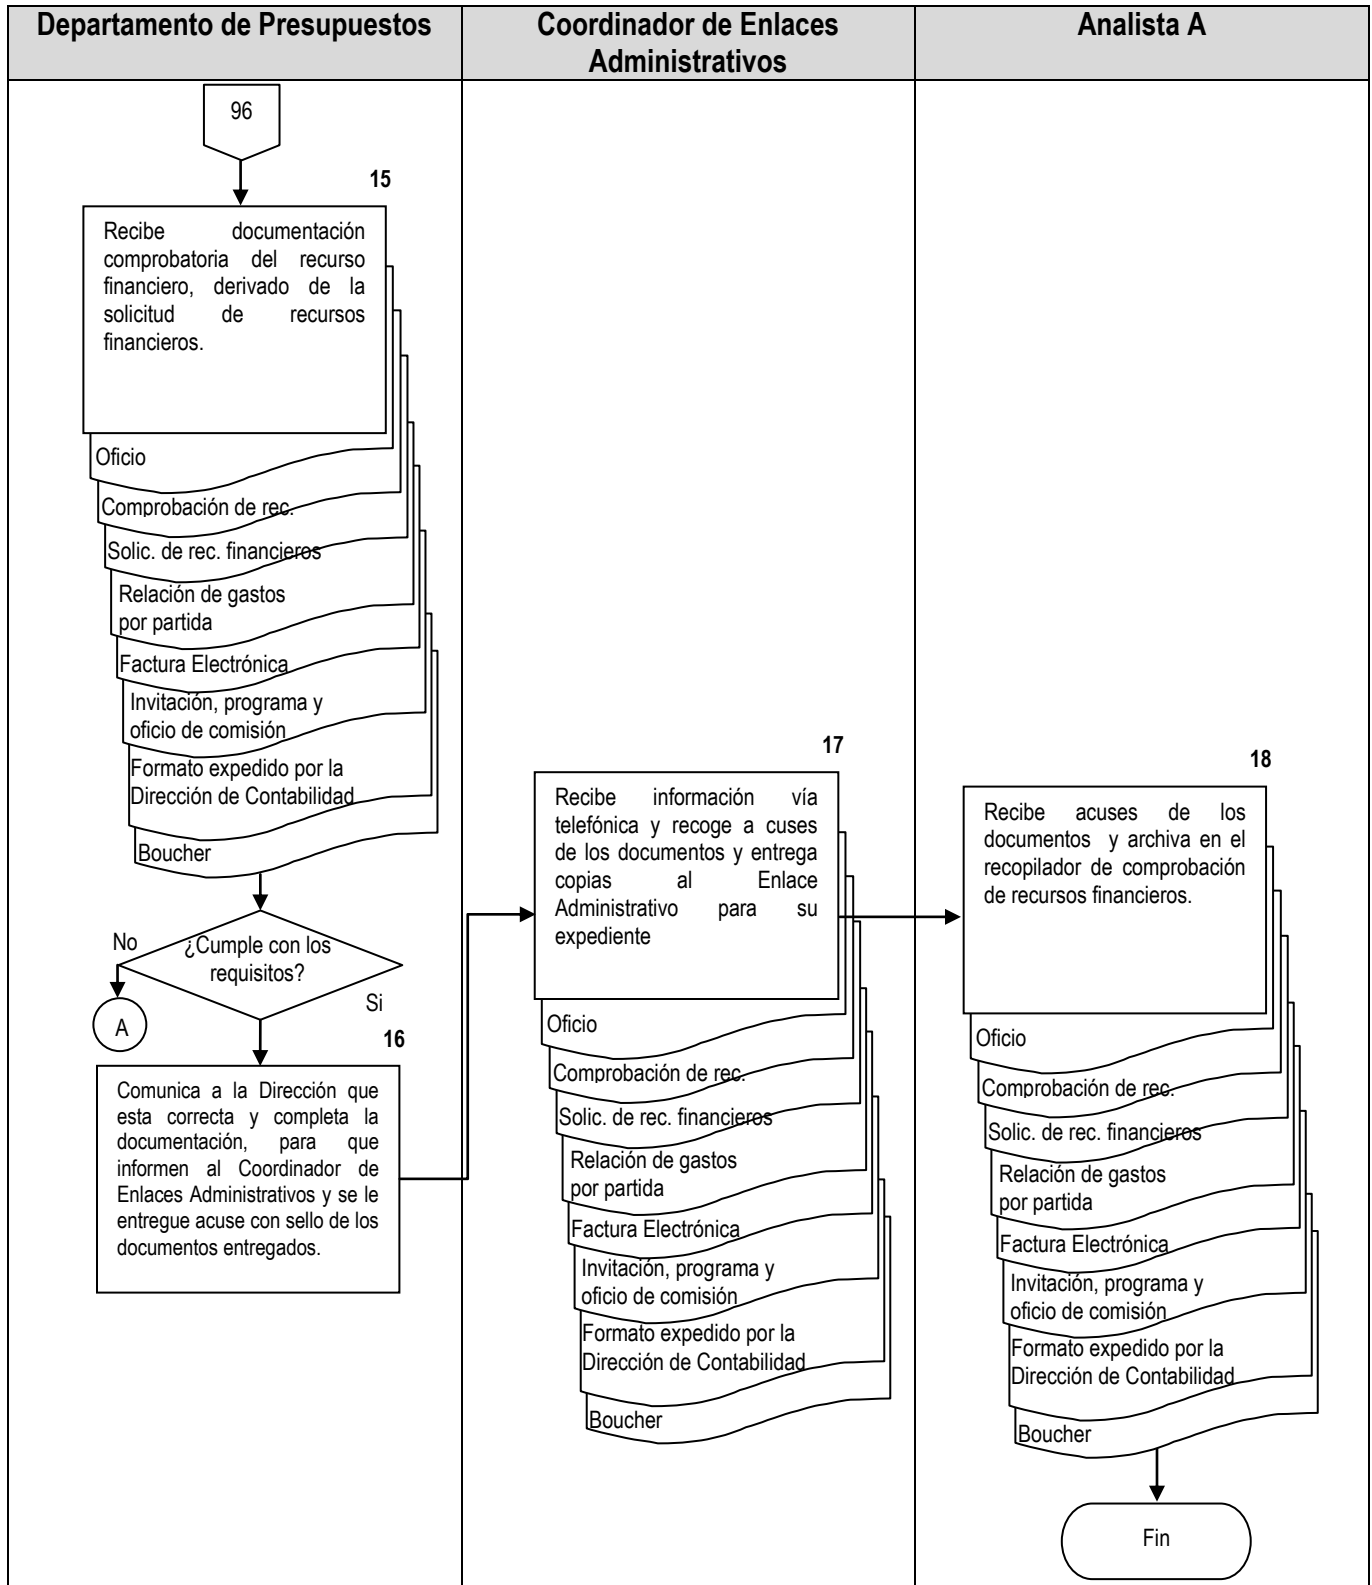 Departamento de Presupuestos
Coordinador de Enlaces
Administrativos
Analista A
96
15
Recibe documentación
comprobatoria del recurso
financiero, derivado de la
solicitud de recursos
financieros.
Oficio
Comprobación de rec.
Solic. de rec. financieros
Relación de gastos
por partida
Factura Electrónica
Invitación, programa y
oficio de comisión
Formato expedido por la
Dirección de Contabilidad
Boucher
¿Cumple con los
requisitos?
No
Si
A
16
Comunica a la Dirección que
esta correcta y completa la
documentación, para que
informen al Coordinador de
Enlaces Administrativos y se le
entregue acuse con sello de los
documentos entregados.
17
Recibe información vía
telefónica y recoge a cuses
de los documentos y entrega
copias al Enlace
Administrativo para su
expediente
Oficio
Comprobación de rec.
Solic. de rec. financieros
Relación de gastos
por partida
Factura Electrónica
Invitación, programa y
oficio de comisión
Formato expedido por la
Dirección de Contabilidad
Boucher
18
Recibe acuses de los
documentos y archiva en el
recopilador de comprobación
de recursos financieros.
Oficio
Comprobación de rec.
Solic. de rec. financieros
Relación de gastos
por partida
Factura Electrónica
Invitación, programa y
oficio de comisión
Formato expedido por la
Dirección de Contabilidad
Boucher
Fin